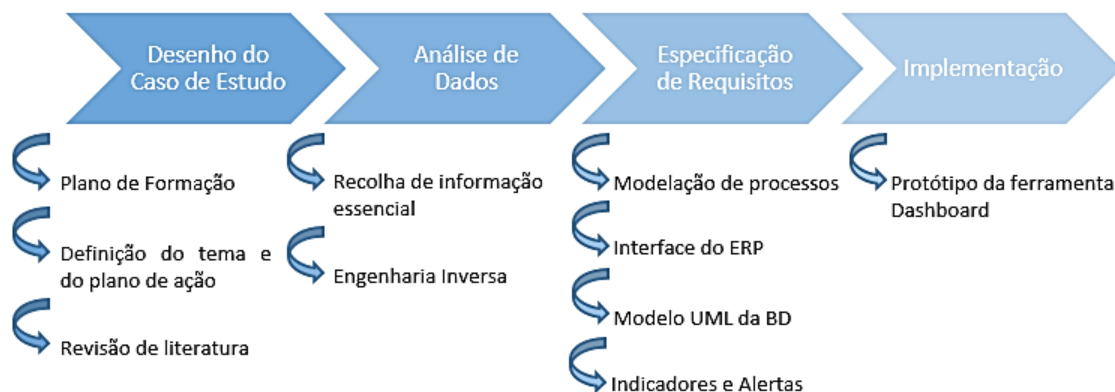 Desenho do
Caso de Estudo
Análise de
Dados
Especificação
de Requisitos
Implementação
Plano de Formação
Definição do tema e
do plano de ação
Revisão de literatura
Recolha de informação
essencial
Engenharia Inversa
Modelação de processos
Interface do ERP
Modelo UML da BD
Indicadores e Alertas
Protótipo da ferramenta
Dashboard